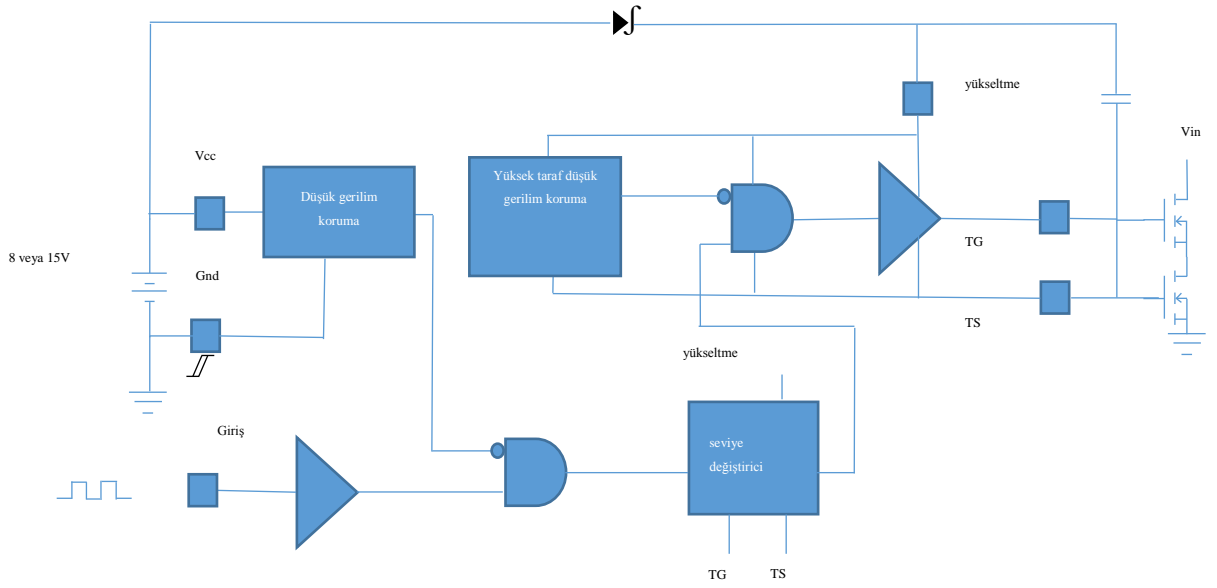 yükseltme
Vin
Vcc
Düşük gerilim
koruma
Yüksek taraf düşük
gerilim koruma
8 veya 15V
Gnd
TG
TS
yükseltme
Giriş
seviye
değiştirici
TG
TS